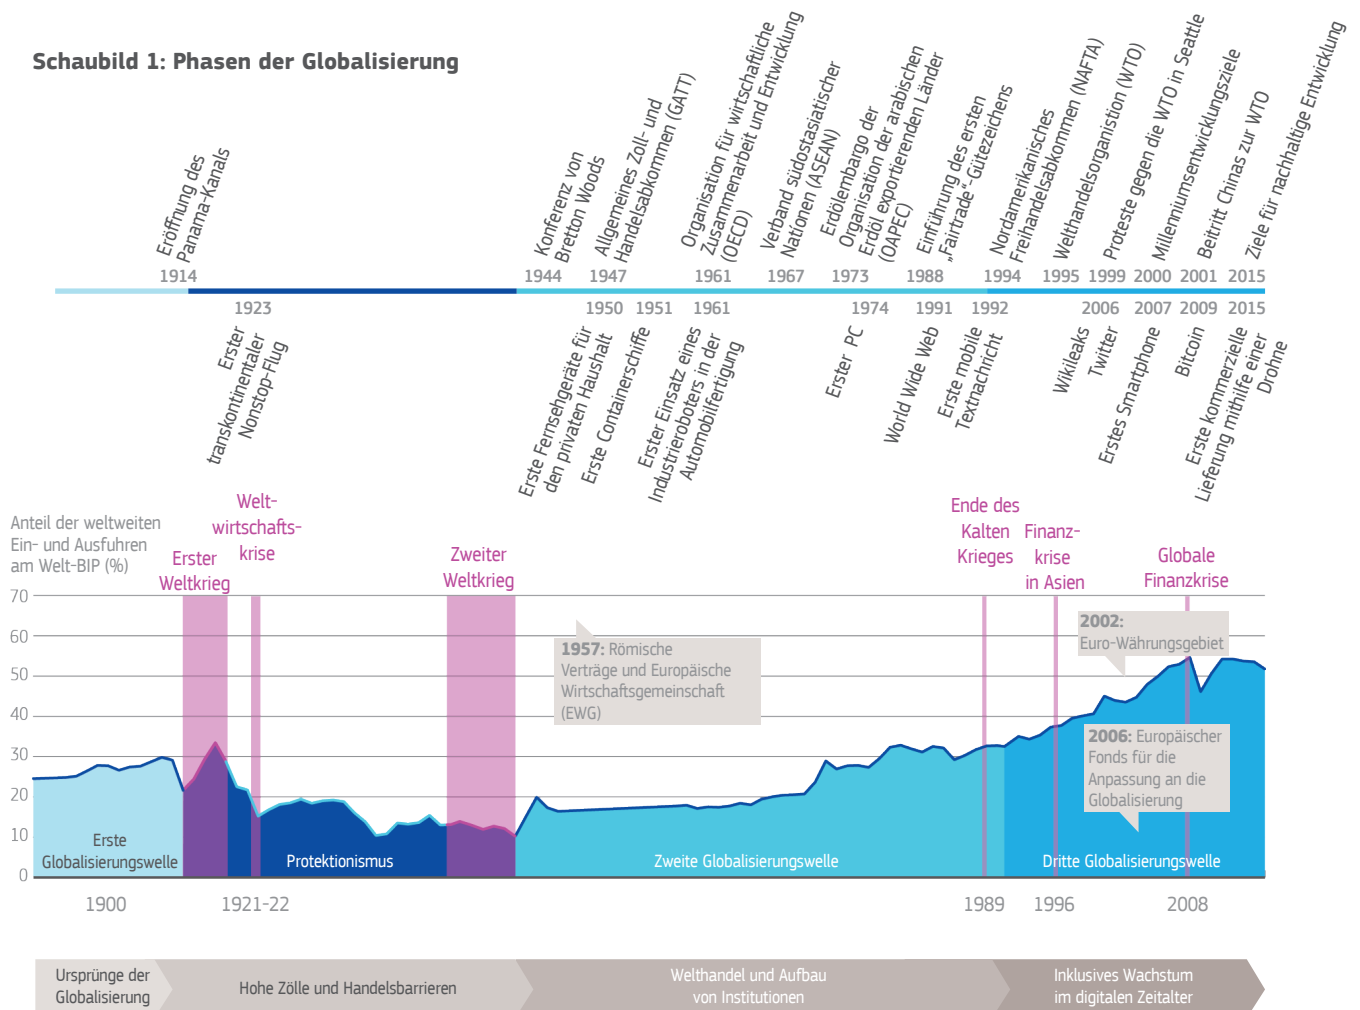 Schaubild 1: Phasen der Globalisierung
Eröffnung des
Panama-Kanals
Konferenz von
Bretton Woods
Allgemeines Zoll- und
Handelsabkommen (GATT)
Organisation für wirtschaftliche
Zusammenarbeit und Entwicklung
(OECD)
Verband südostasiatischer
Nationen (ASEAN)
Erdölembargo der
Organisation der arabischen
Erdöl exportierenden Länder
(OAPEC)
Einführung des ersten
„Fairtrade“-Gütezeichens
Nordamerikanisches
Freihandelsabkommen (NAFTA)
Welthandelsorganistion (WTO)
Proteste gegen die WTO in Seattle
Millenniumsentwicklungsziele
Beitritt Chinas zur WTO
Ziele für nachhaltige Entwicklung
1914
1944
1947
1961
1967
1973
1988
1994
1995
1999
2000
2001
2015
1923
1950
1951
1961
1974
1991
1992
2006
2007
2009
2015
Erster
transkontinentaler
Nonstop-Flug
Erste Fernsehgeräte für
den privaten Haushalt
Erste Containerschiffe
Erster Einsatz eines
Industrieroboters in der
Automobilfertigung
Erster PC
World Wide Web
Erste mobile
Textnachricht
Wikileaks
Twitter
Erstes Smartphone
Bitcoin
Erste kommerzielle
Lieferung mithilfe einer
Drohne
Anteil der weltweiten
Ein- und Ausfuhren
am Welt-BIP (%)
Erster
Weltkrieg
Welt-
wirtschafts-
krise
Zweiter
Weltkrieg
Ende des
Kalten
Krieges
Finanz-
krise
in Asien
Globale
Finanzkrise
70
60
50
40
30
20
10
0
1957: Römische
Verträge und Europäische
Wirtschaftsgemeinschaft
(EWG)
2002:
Euro-Währungsgebiet
2006: Europäischer
Fonds für die
Anpassung an die
Globalisierung
Erste
Globalisierungswelle
Protektionismus
Zweite Globalisierungswelle
Dritte Globalisierungswelle
1900
1921-22
1989
1996
2008
Ursprünge der
Globalisierung
Hohe Zölle und Handelsbarrieren
Welthandel und Aufbau
von Institutionen
Inklusives Wachstum
im digitalen Zeitalter